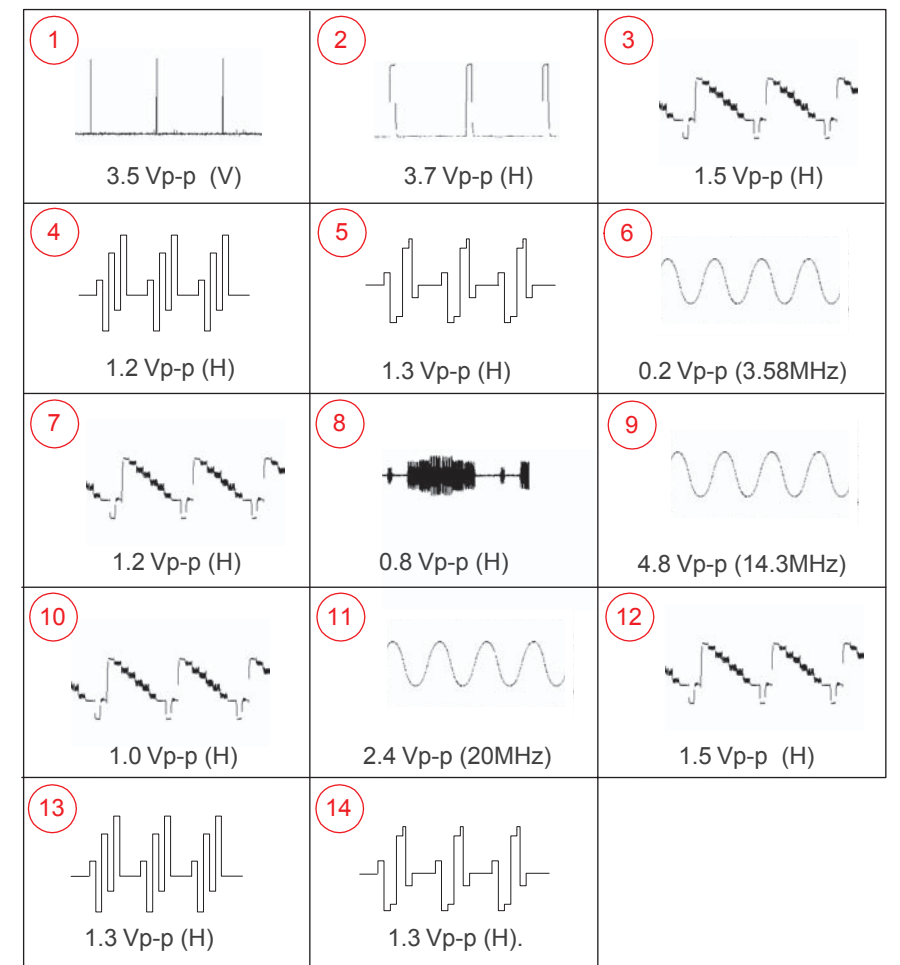 1
2
3
3.5 Vp-p (V)
3.7 Vp-p (H)
1.5 Vp-p (H)
4
5
6
1.2 Vp-p (H)
1.3 Vp-p (H)
0.2 Vp-p (3.58MHz)
7
8
9
1.2 Vp-p (H)
0.8 Vp-p (H)
4.8 Vp-p (14.3MHz)
10
11
12
1.0 Vp-p (H)
2.4 Vp-p (20MHz)
1.5 Vp-p (H)
13
14
1.3 Vp-p (H)
1.3 Vp-p (H).